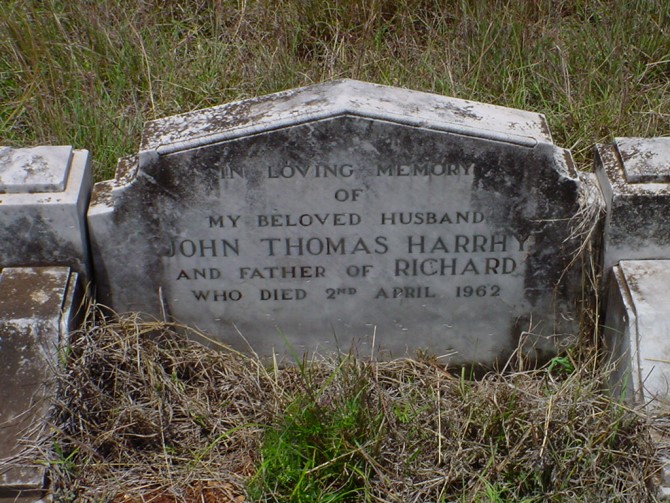 IN LOVING MEMORY
OF
MY BELOVED HUSBAND
JOHN THOMAS HARRHY
AND FATHER OF RICHARD
WHO DIED 2ND APRIL 1962